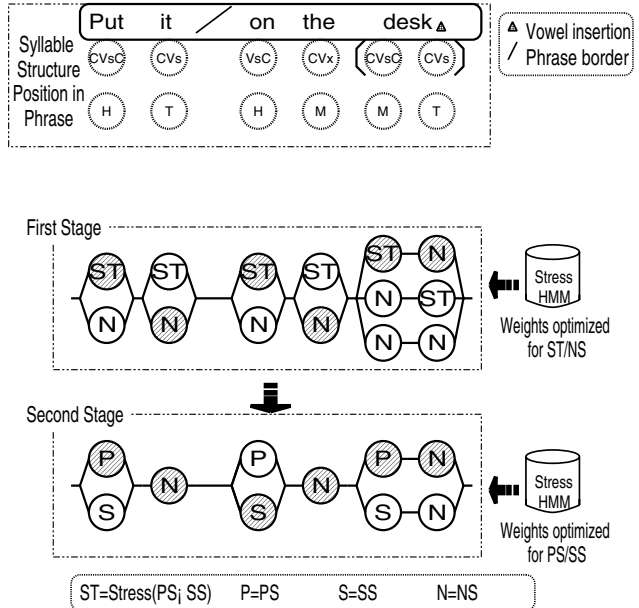 Put it / on the desk
Vowel insertion
/ Phrase border
Syllable
Structure
CVsC CVs VsC CVx (CVsC CVs)
Position in
Phrase
H T H M M T
First Stage
ST ST ST ST ST N
N N N N N ST
N N
Stress
HMM
Weights optimized
for ST/NS
Second Stage
P N P N P N
S S S N
Stress
HMM
Weights optimized
for PS/SS
ST=Stress(PS¡ SS) P=PS S=SS N=NS